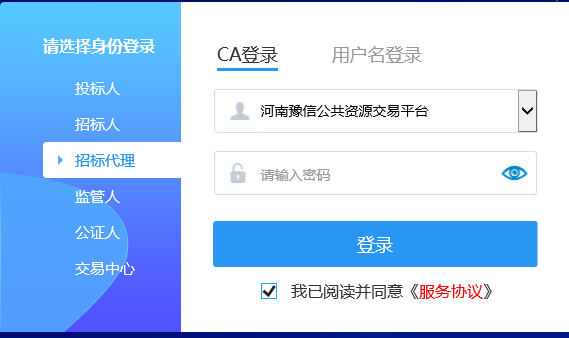 请选择身份登录
投标人
招标人
招标代理
监管人
公证人
交易中心
CA登录 用户名登录
河南豫信公共资源交易平台
请输入密码
登录
我已阅读并同意《服务协议》